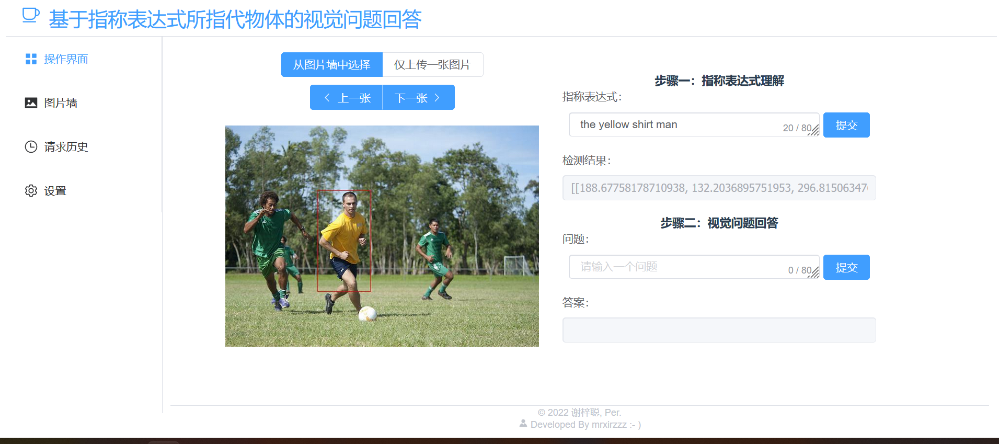 基于指称表达式所指代物体的视觉问题回答
操作界面
图片墙
请求历史
设置
从图片墙中选择 仅上传一张图片
上一张 下一张
步骤一：指称表达式理解
指称表达式：
the yellow shirt man 20 / 80 提交
检测结果：
[[188.67758178710938, 132.2036895751953, 296.815063476
步骤二：视觉问题回答
问题：
请输入一个问题 0 / 80 提交
答案：
© 2022 谢梓聪, Per.
Developed By mrxirzzz :- )